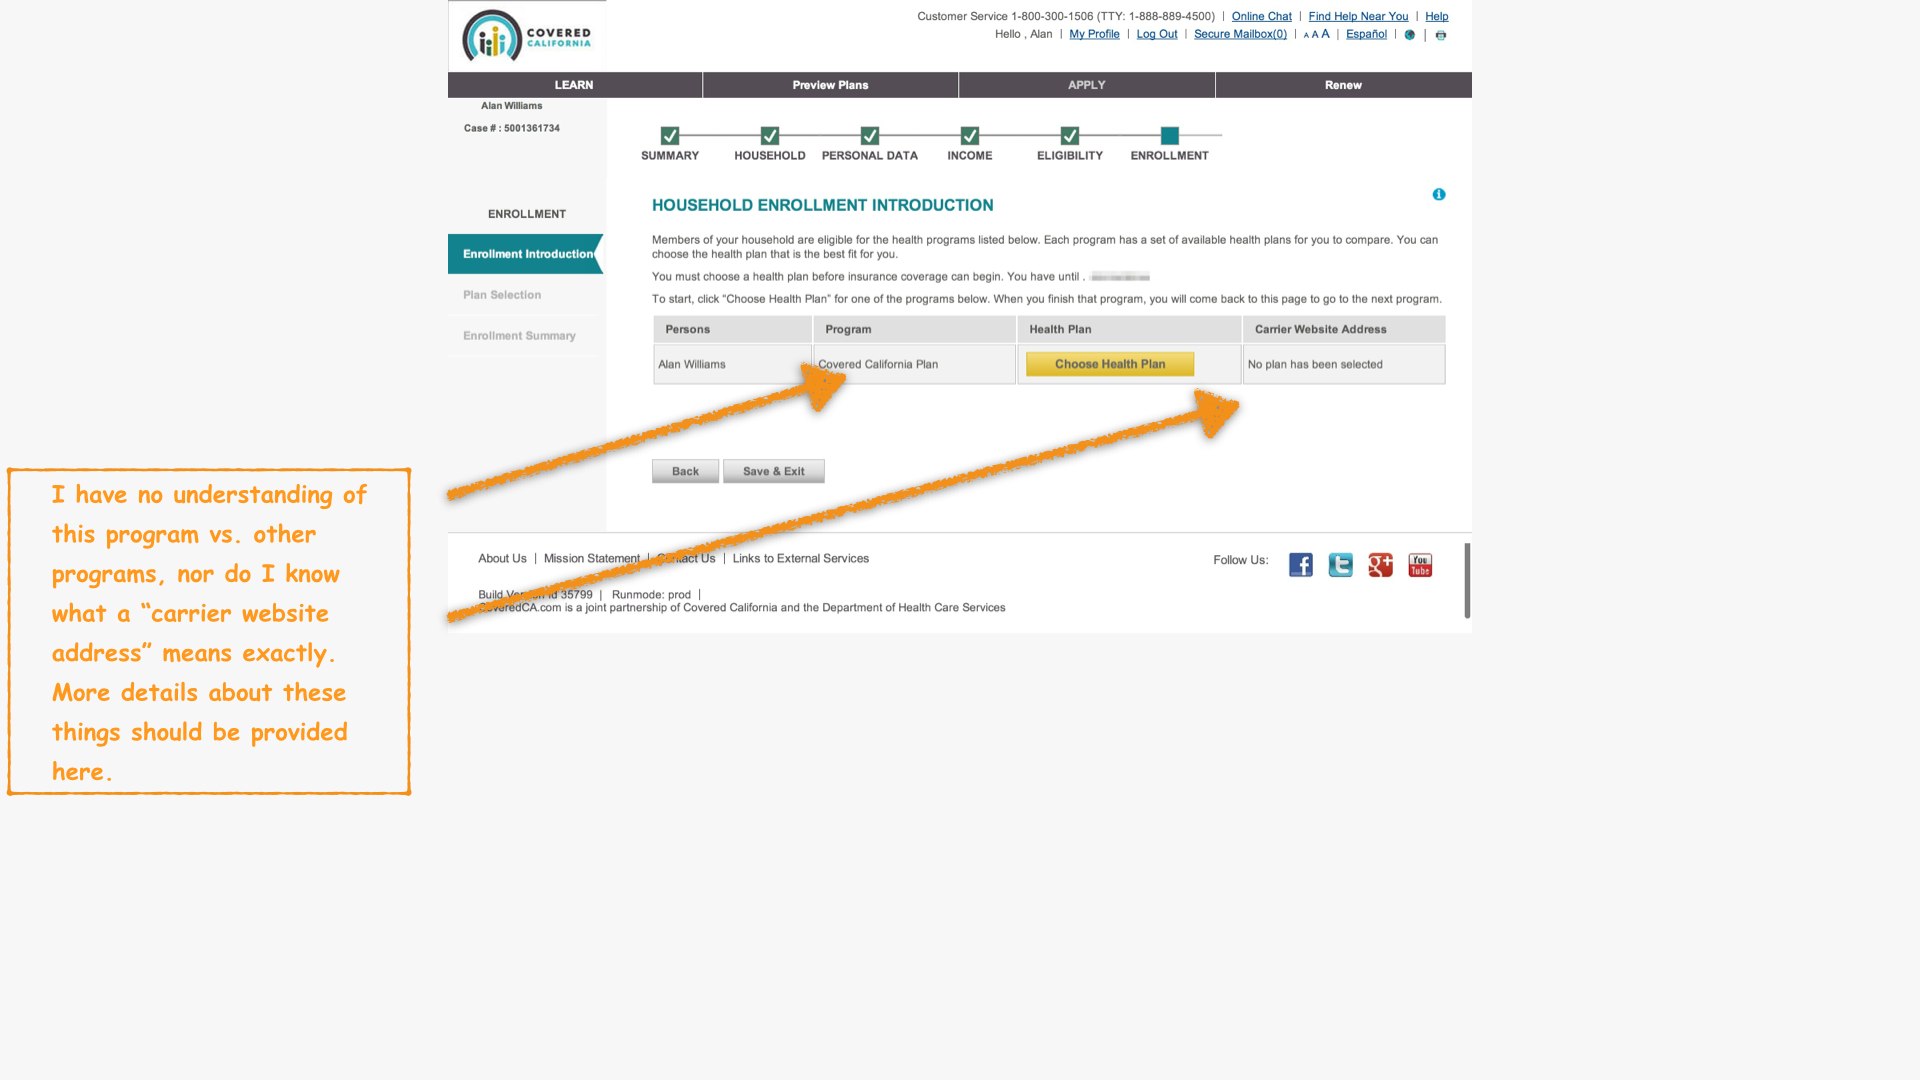 COVERED
CALIFORNIA
Customer Service 1-800-300-1506 (TTY: 1-888-889-4500) | Online Chat | Find Help Near You | Help
Hello , Alan | My Profile | Log Out | Secure Mailbox(0) | A A A | Español |
LEARN Preview Plans APPLY Renew
Alan Williams
Case # : 5001361734
SUMMARY HOUSEHOLD PERSONAL DATA INCOME ELIGIBILITY ENROLLMENT
ENROLLMENT
Enrollment Introduction
Plan Selection
Enrollment Summary
HOUSEHOLD ENROLLMENT INTRODUCTION
Members of your household are eligible for the health programs listed below. Each program has a set of available health plans for you to compare. You can
choose the health plan that is the best fit for you.
You must choose a health plan before insurance coverage can begin. You have until .
To start, click “Choose Health Plan” for one of the programs below. When you finish that program, you will come back to this page to go to the next program.
Persons Program Health Plan Carrier Website Address
Alan Williams Covered California Plan Choose Health Plan No plan has been selected
Back Save & Exit
I have no understanding of
this program vs. other
programs, nor do I know
what a “carrier website
address” means exactly.
More details about these
things should be provided
here.
About Us | Mission Statement | Contact Us | Links to External Services
Follow Us:
You
Tube
Build Version Id 35799 | Runmode: prod |
CoveredCA.com is a joint partnership of Covered California and the Department of Health Care Services